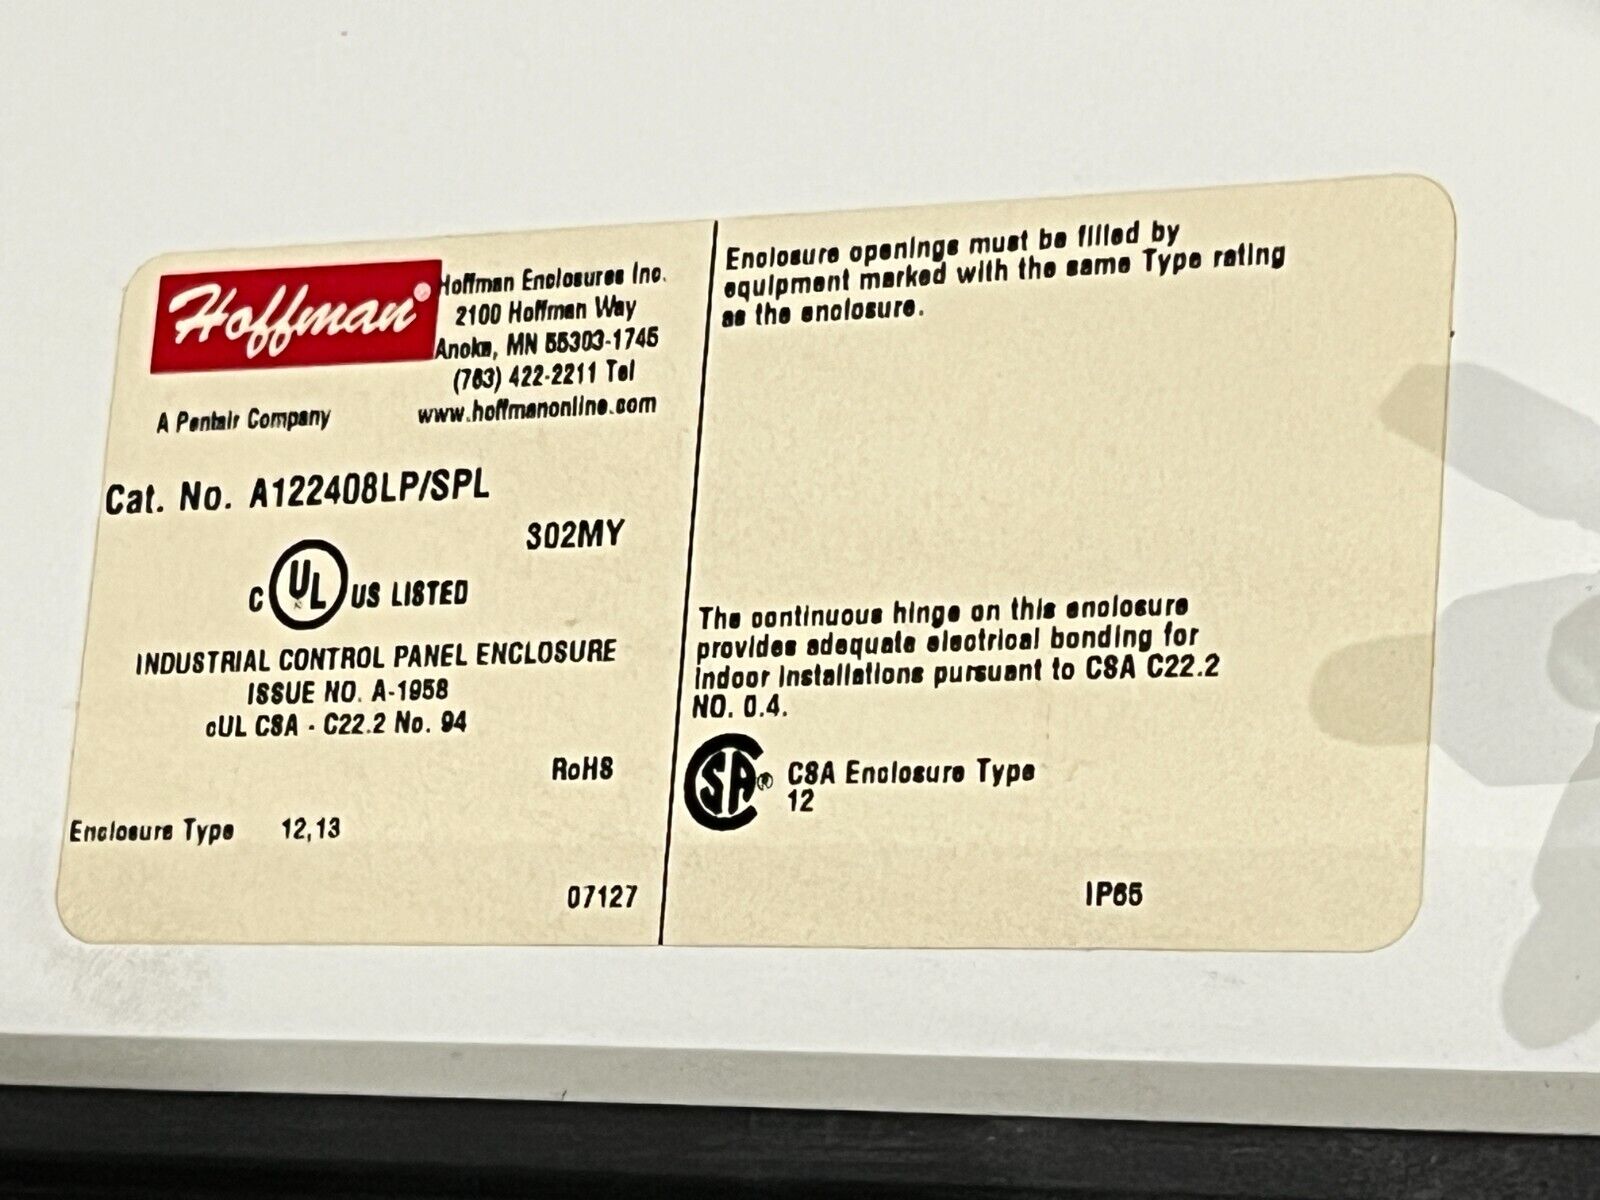 Hoffman®
Hoffman Enclosures Inc.
2100 Hoffman Way
Anoka, MN 55303-1745
(763) 422-2211 Tel
www.hoffmanonline.com
A Pentair Company
Cat. No. A122408LP/SPL
302MY
C UL US LISTED
INDUSTRIAL CONTROL PANEL ENCLOSURE
ISSUE NO. A-1958
cUL CSA - C22.2 No. 94
RoHS
Enclosure Type 12,13
07127
Enclosure openings must be filled by
equipment marked with the same Type rating
as the enclosure.
The continuous hinge on this enclosure
provides adequate electrical bonding for
indoor installations pursuant to CSA C22.2
NO. 0.4.
CSA® CSA Enclosure Type
12
IP65